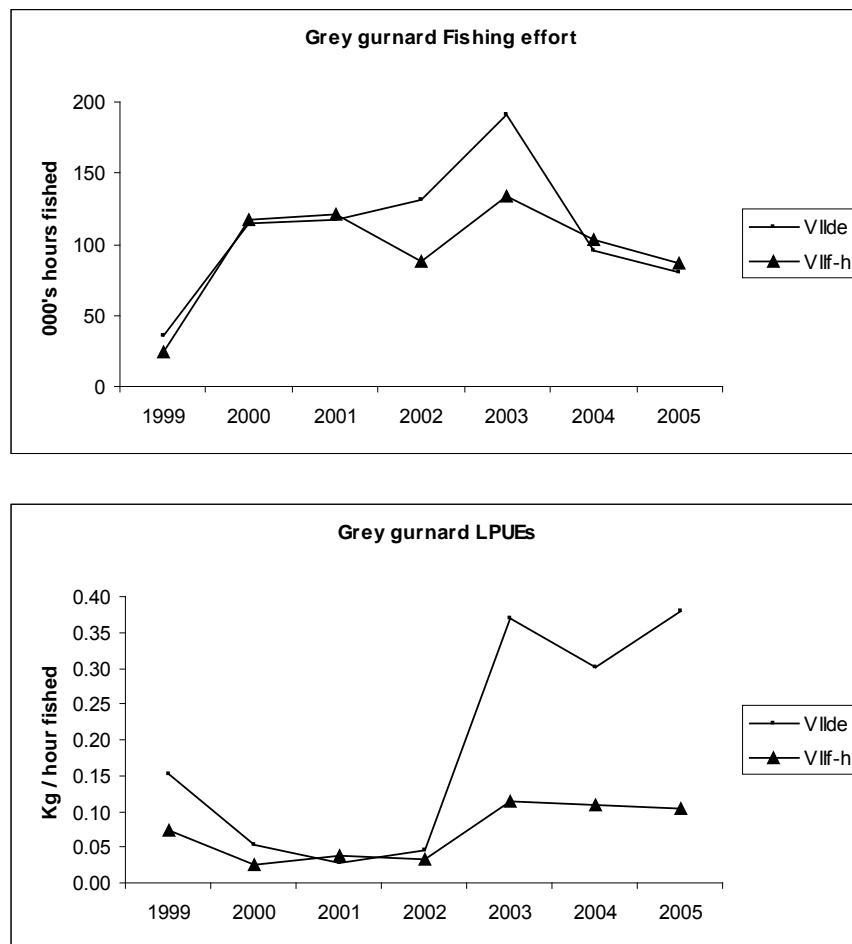 Grey gurnard Fishing effort
000's hours fished
200
150
100
50
0
1999 2000 2001 2002 2003 2004 2005
VIIde
VIIf-h
Grey gurnard LPUEs
Kg / hour fished
0.40
0.35
0.30
0.25
0.20
0.15
0.10
0.05
0.00
1999 2000 2001 2002 2003 2004 2005
VIIde
VIIf-h